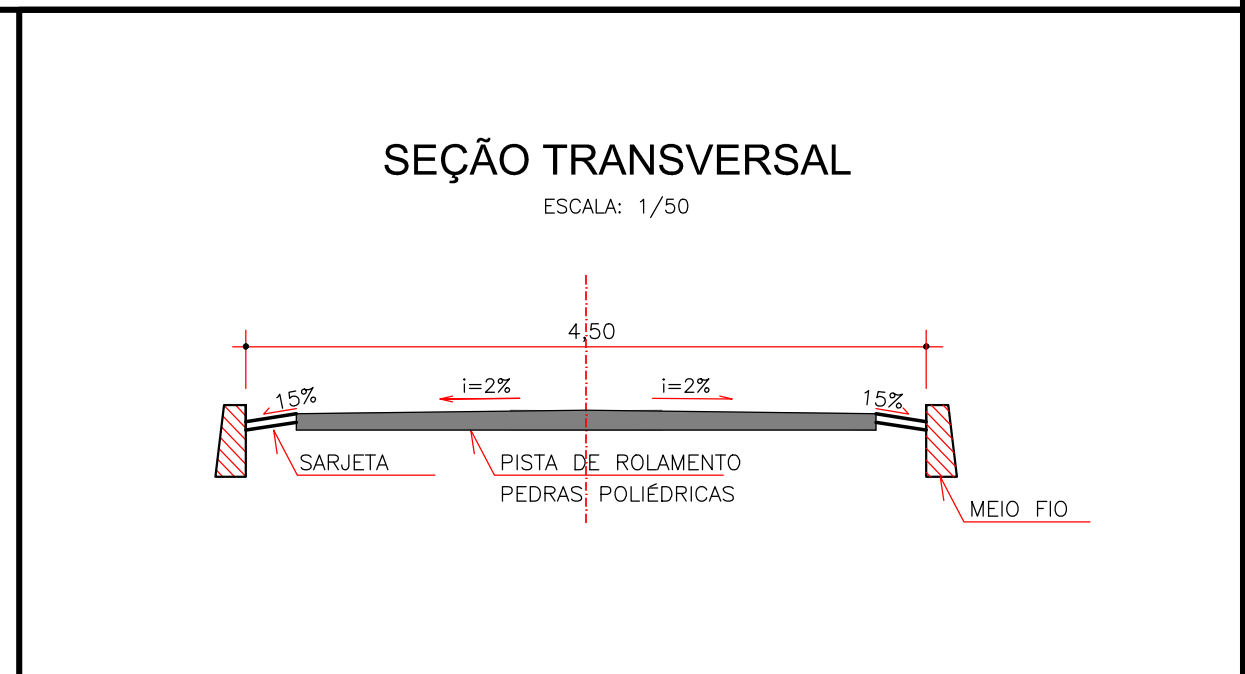 SEÇÃO TRANSVERSAL
ESCALA: 1/50
4,50
i=2%
i=2%
15%
15%
SARJETA
PISTA DE ROLAMENTO
PEDRAS POLIÉDRICAS
MEIO FIO